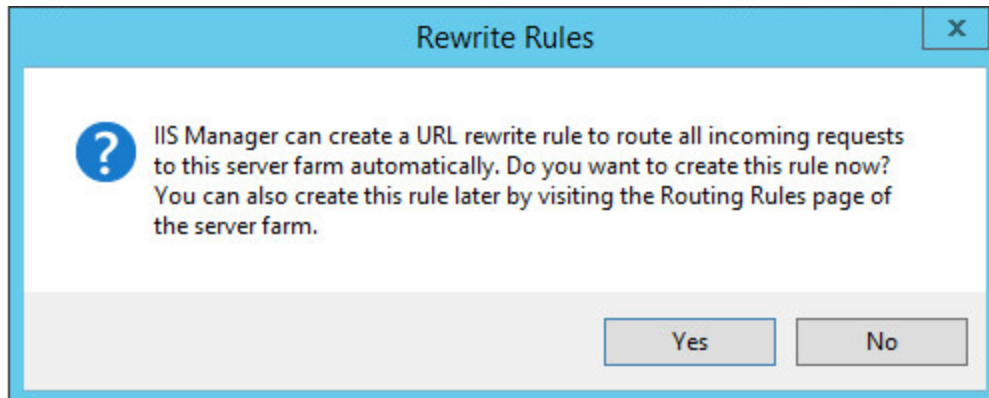 Rewrite Rules
x
?
IIS Manager can create a URL rewrite rule to route all incoming requests
to this server farm automatically. Do you want to create this rule now?
You can also create this rule later by visiting the Routing Rules page of
the server farm.
Yes
No